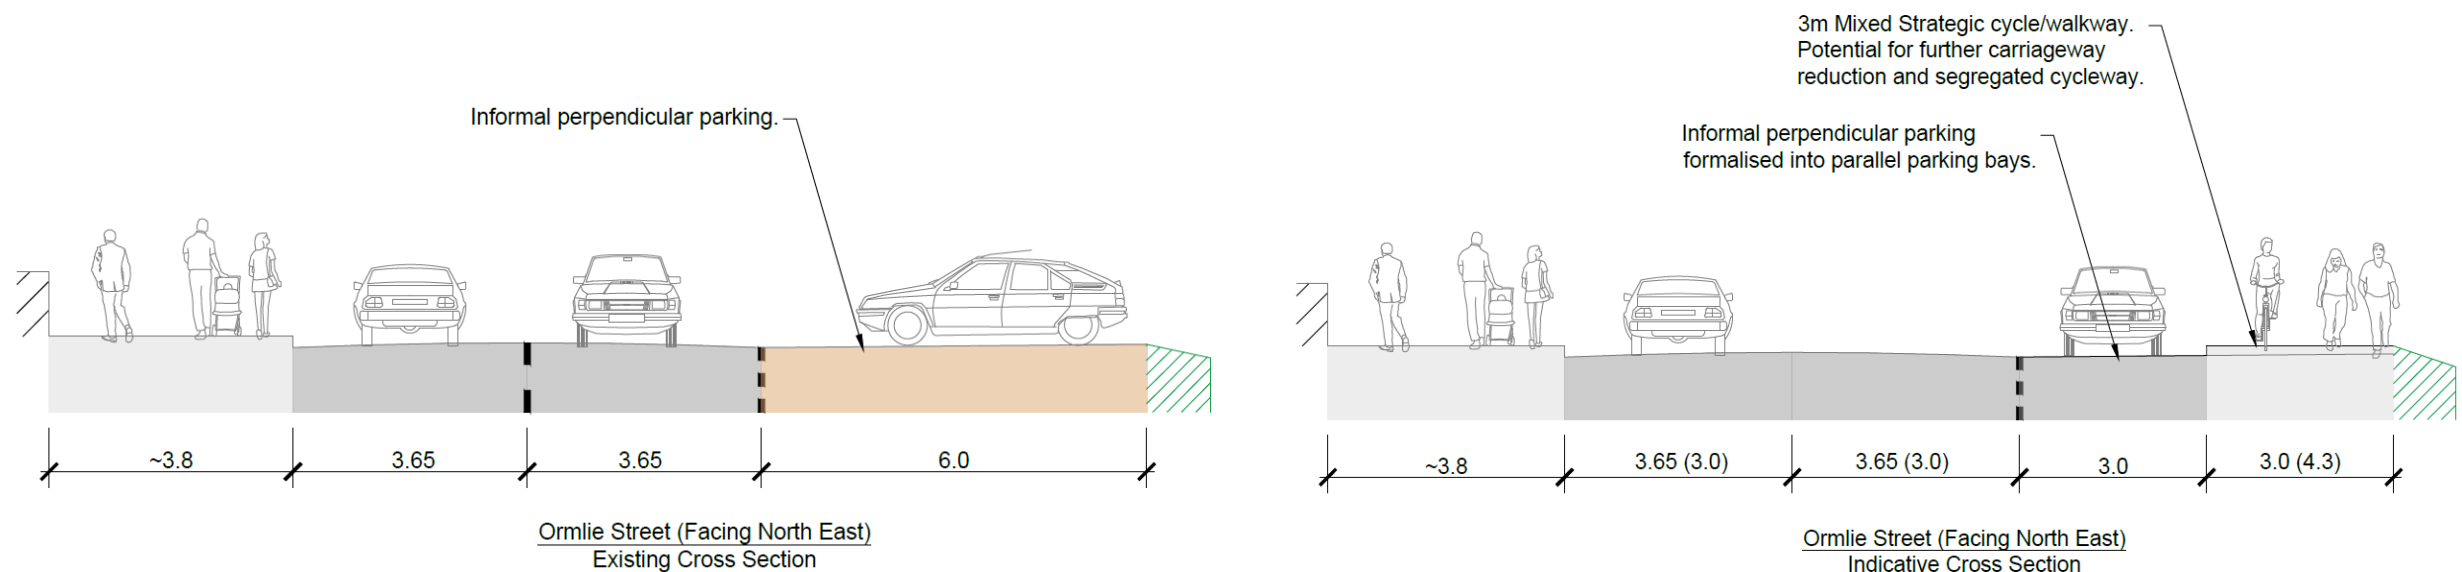 Informal perpendicular parking.
~3.8
3.65
3.65
6.0
Ormlie Street (Facing North East)
Existing Cross Section
3m Mixed Strategic cycle/walkway.
Potential for further carriageway
reduction and segregated cycleway.
Informal perpendicular parking
formalised into parallel parking bays.
~3.8
3.65 (3.0)
3.65 (3.0)
3.0
3.0 (4.3)
Ormlie Street (Facing North East)
Indicative Cross Section